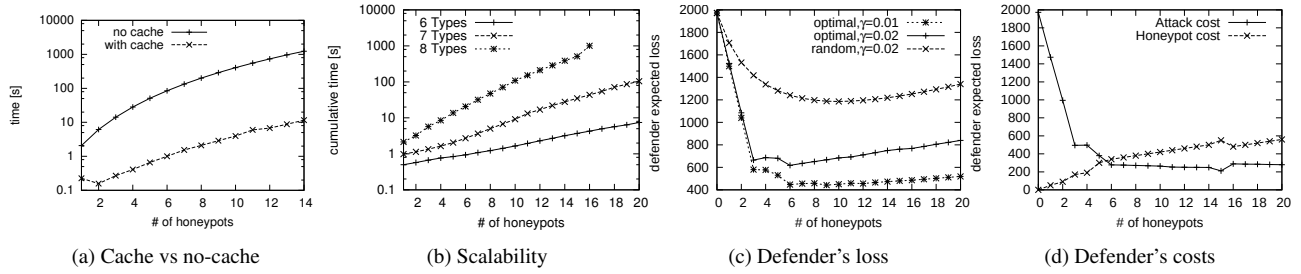 10000
1000
100
10
1
0.1
time [s]
no cache
with cache
2 4 6 8 10 12 14
# of honeypots
(a) Cache vs no-cache
10000
1000
100
10
1
0.1
cumulative time [s]
6 Types
7 Types
8 Types
2 4 6 8 10 12 14 16 18 20
# of honeypots
(b) Scalability
2000
1800
1600
1400
1200
1000
800
600
400
defender expected loss
optimal,γ=0.01
optimal,γ=0.02
random,γ=0.02
0 2 4 6 8 10 12 14 16 18 20
# of honeypots
(c) Defender's loss
2000
1800
1600
1400
1200
1000
800
600
400
200
0
defender expected loss
Attack cost
Honeypot cost
0 2 4 6 8 10 12 14 16 18 20
# of honeypots
(d) Defender's costs